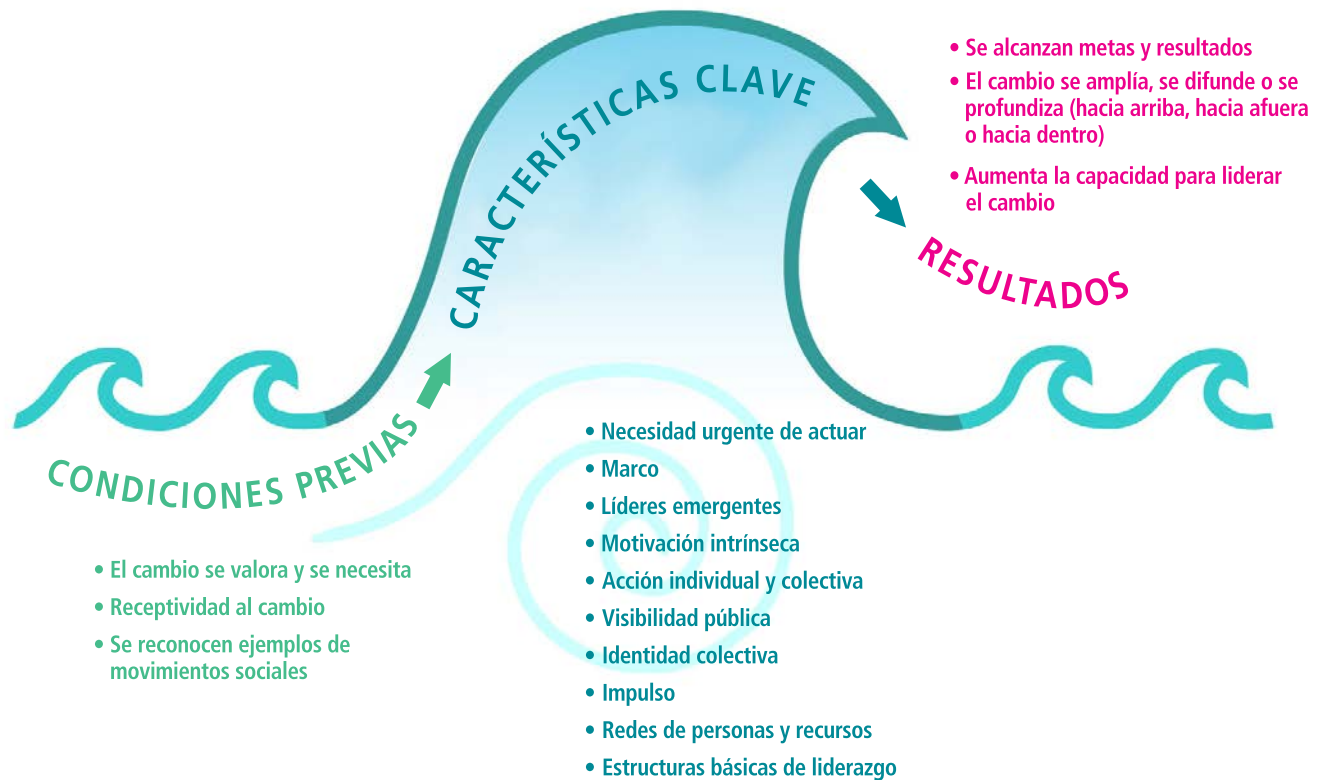 CONDICIONES PREVIAS
• El cambio se valora y se necesita
• Receptividad al cambio
• Se reconocen ejemplos de
movimientos sociales
CARACTERÍSTICAS CLAVE
• Necesidad urgente de actuar
• Marco
• Líderes emergentes
• Motivación intrínseca
• Acción individual y colectiva
• Visibilidad pública
• Identidad colectiva
• Impulso
• Redes de personas y recursos
• Estructuras básicas de liderazgo
RESULTADOS
• Se alcanzan metas y resultados
• El cambio se amplía, se difunde o se
profundiza (hacia arriba, hacia afuera
o hacia dentro)
• Aumenta la capacidad para liderar
el cambio